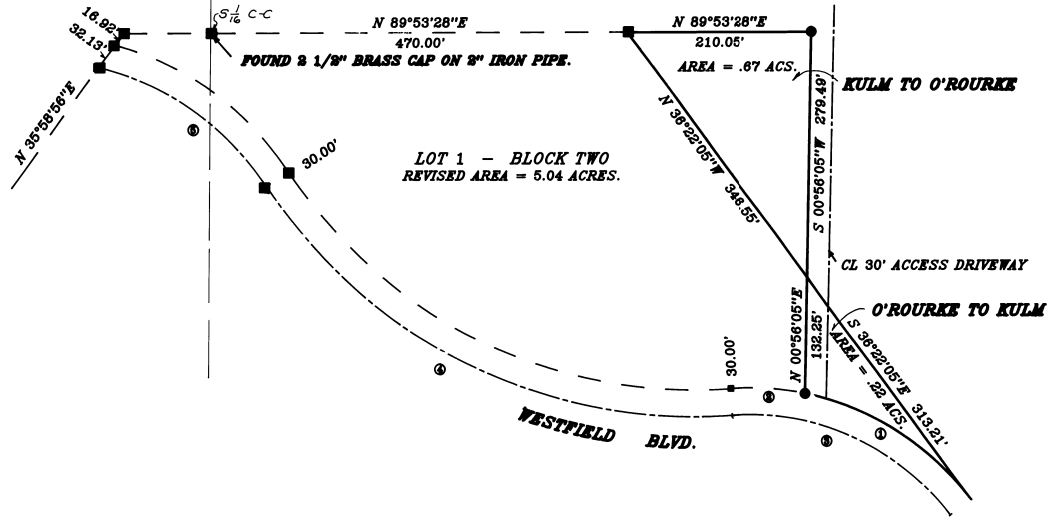 S 1/16 C-C
16.92'
32.13'
N 35°58'56"E
N 89°53'28"E
470.00'
FOUND 2 1/2" BRASS CAP ON 2" IRON PIPE.
N 89°53'28"E
210.05'
AREA = .67 ACS.
KULM TO O'ROURKE
S 00°56'05"W 279.49'
N 36°22'05"W 346.55'
30.00'
LOT 1 - BLOCK TWO
REVISED AREA = 5.04 ACRES.
CL 30' ACCESS DRIVEWAY
O'ROURKE TO KULM
N 00°56'05"E
132.25'
S 36°22'05"E 313.21'
AREA = .22 ACS.
30.00'
WESTFIELD BLVD.
4
1